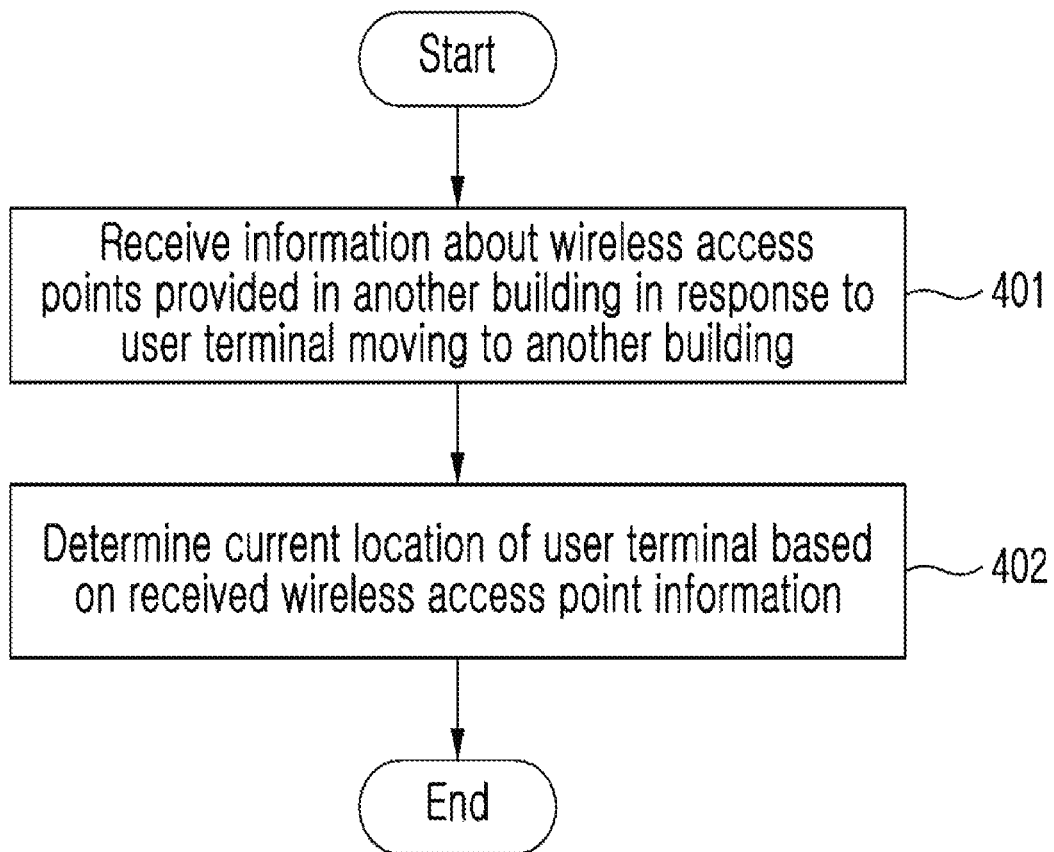 Start
Receive information about wireless access
points provided in another building in response to
user terminal moving to another building
401
Determine current location of user terminal based
on received wireless access point information
402
End